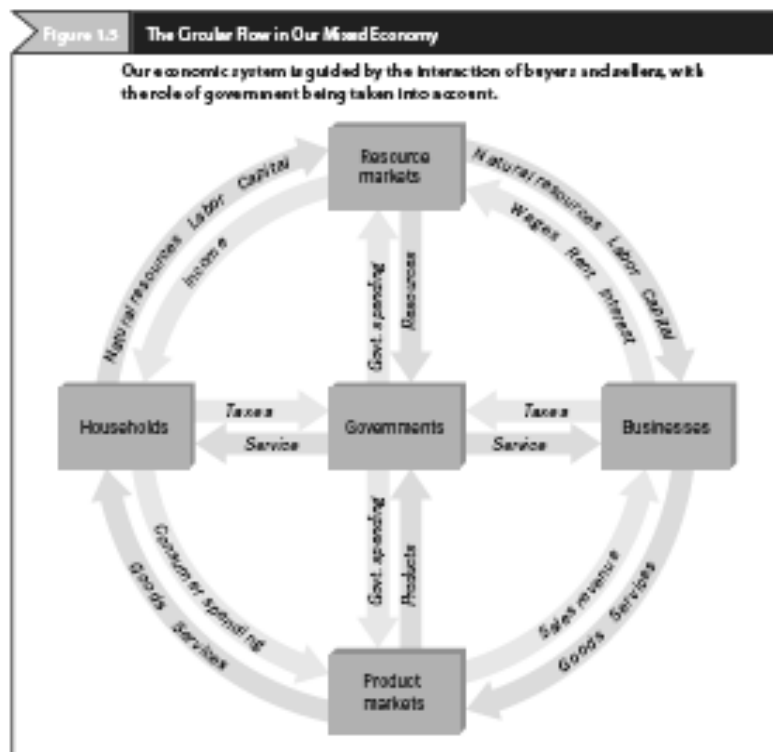 Figure 1.5
The Circular Flow in Our Mixed Economy
Our economic system is guided by the interaction of buyers and sellers, with
the role of government being taken into account.
Resource
markets
Natural resources Labor Capital
Income
Natural resources Labor Capital
Wages Rent Interest
Govt. spending
Resources
Households
Taxes
Service
Governments
Taxes
Service
Businesses
Govt. spending
Products
Consumer spending
Goods Services
Sales revenue
Goods Services
Product
markets